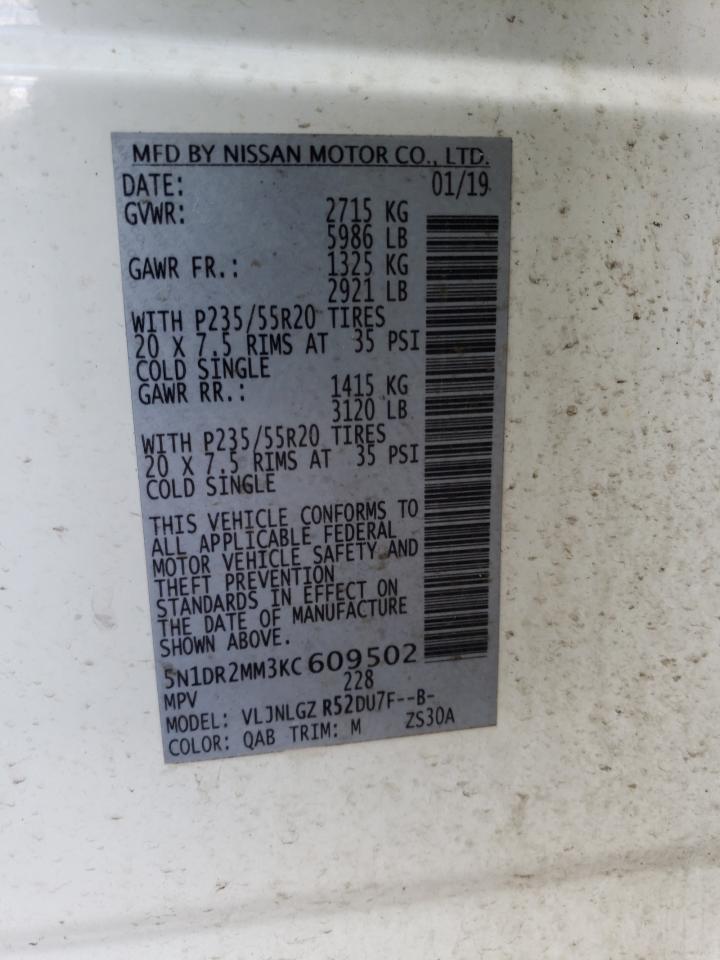 MFD BY NISSAN MOTOR CO., LTD.
DATE: 01/19
GVWR: 2715 KG
5986 LB
GAWR FR.: 1325 KG
2921 LB
WITH P235/55R20 TIRES
20 X 7.5 RIMS AT 35 PSI
COLD SINGLE
GAWR RR.: 1415 KG
3120 LB
WITH P235/55R20 TIRES
20 X 7.5 RIMS AT 35 PSI
COLD SINGLE
THIS VEHICLE CONFORMS TO
ALL APPLICABLE FEDERAL
MOTOR VEHICLE SAFETY AND
THEFT PREVENTION
STANDARDS IN EFFECT ON
THE DATE OF MANUFACTURE
SHOWN ABOVE.
5N1DR2MM3KC 609502
MPV 228
MODEL: VLJNLGZ R52DU7F--B-
COLOR: QAB TRIM: M ZS30A